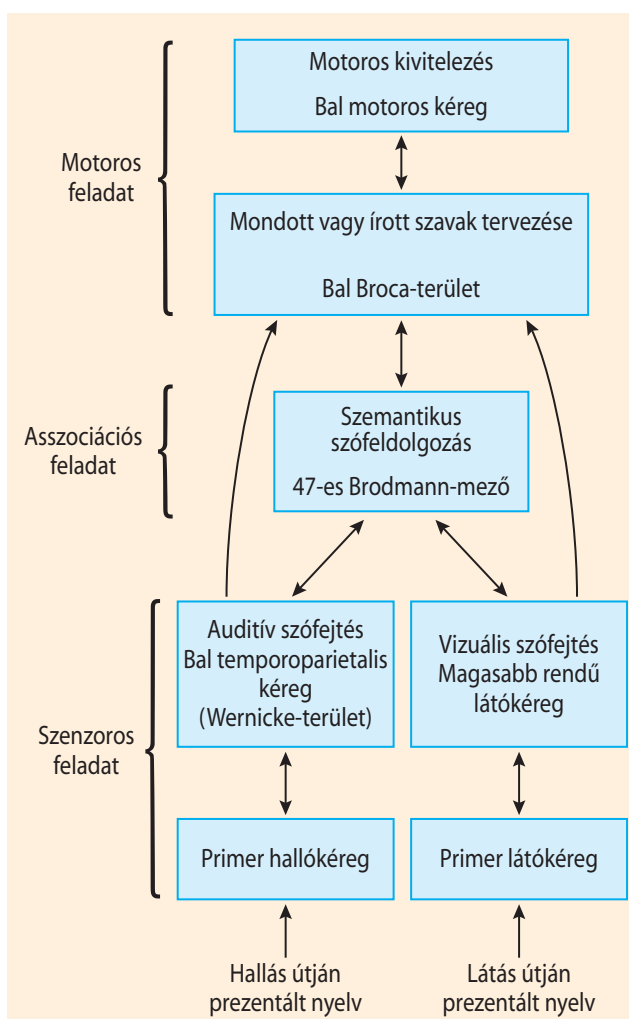 Motoros kivitelezés
Bal motoros kéreg
Motoros
feladat
Mondott vagy írott szavak tervezése
Bal Broca-terület
Asszociációs
feladat
Szemantikus
szófeldolgozás
47-es Brodmann-mező
Szenzoros
feladat
Auditív szófejtés
Bal temporoparietalis
kéreg
(Wernicke-terület)
Vizuális szófejtés
Magasabb rendű
látókéreg
Primer hallókéreg
Primer látókéreg
Hallás útján
prezentált nyelv
Látás útján
prezentált nyelv